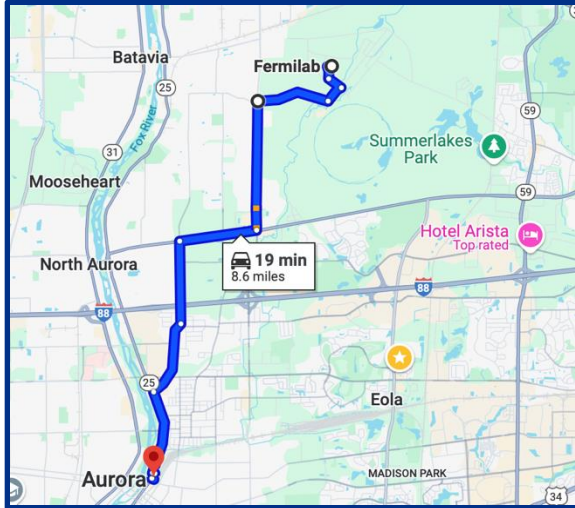 Batavia
Fermilab
25
59
Fox River
31
Summerlakes
Park
Mooseheart
59
Hotel Arista
Top rated
North Aurora
19 min
8.6 miles
88
88
25
Eola
Aurora
MADISON PARK
34